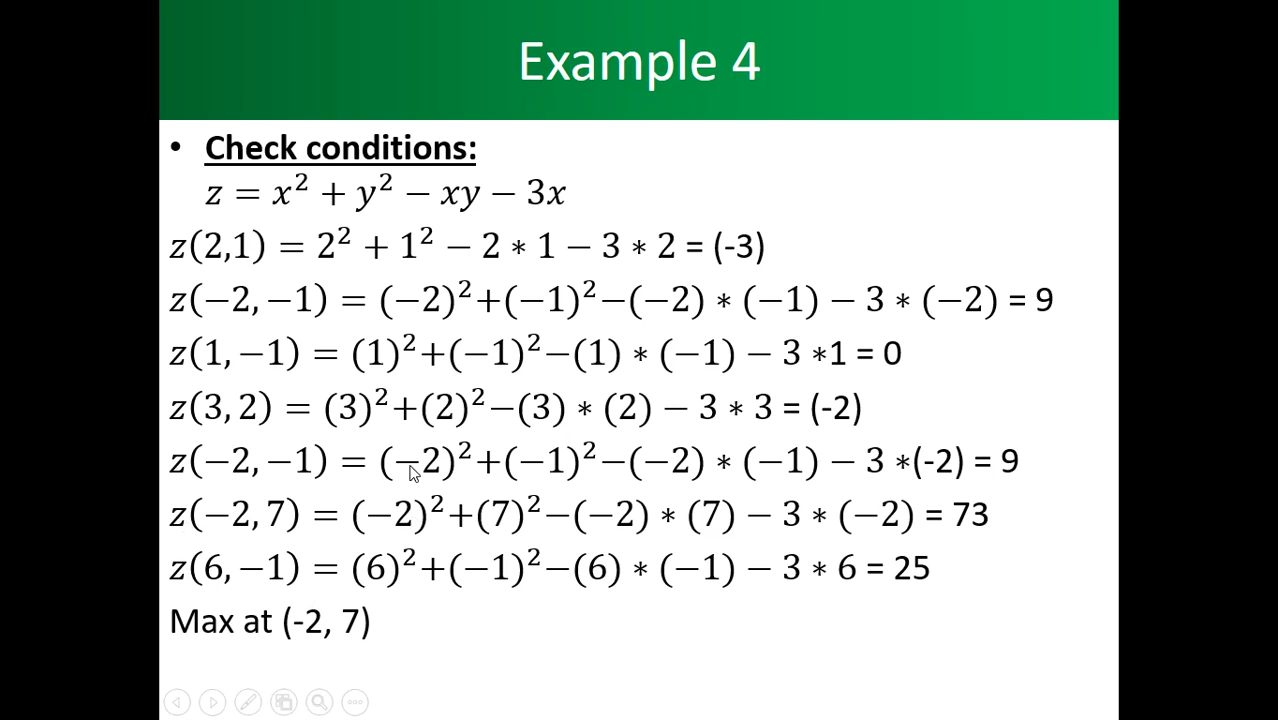 Example 4
• Check conditions:
z = x² + y² − xy − 3x
z(2,1) = 2² + 1² − 2 ∗ 1 − 3 ∗ 2 = (-3)
z(−2, −1) = (−2)²+(−1)²−(−2) ∗ (−1) − 3 ∗ (−2) = 9
z(1, −1) = (1)²+(−1)²−(1) ∗ (−1) − 3 ∗1 = 0
z(3, 2) = (3)²+(2)²−(3) ∗ (2) − 3 ∗ 3 = (-2)
z(−2, −1) = (−2)²+(−1)²−(−2) ∗ (−1) − 3 ∗(-2) = 9
z(−2, 7) = (−2)²+(7)²−(−2) ∗ (7) − 3 ∗ (−2) = 73
z(6, −1) = (6)²+(−1)²−(6) ∗ (−1) − 3 ∗ 6 = 25
Max at (-2, 7)